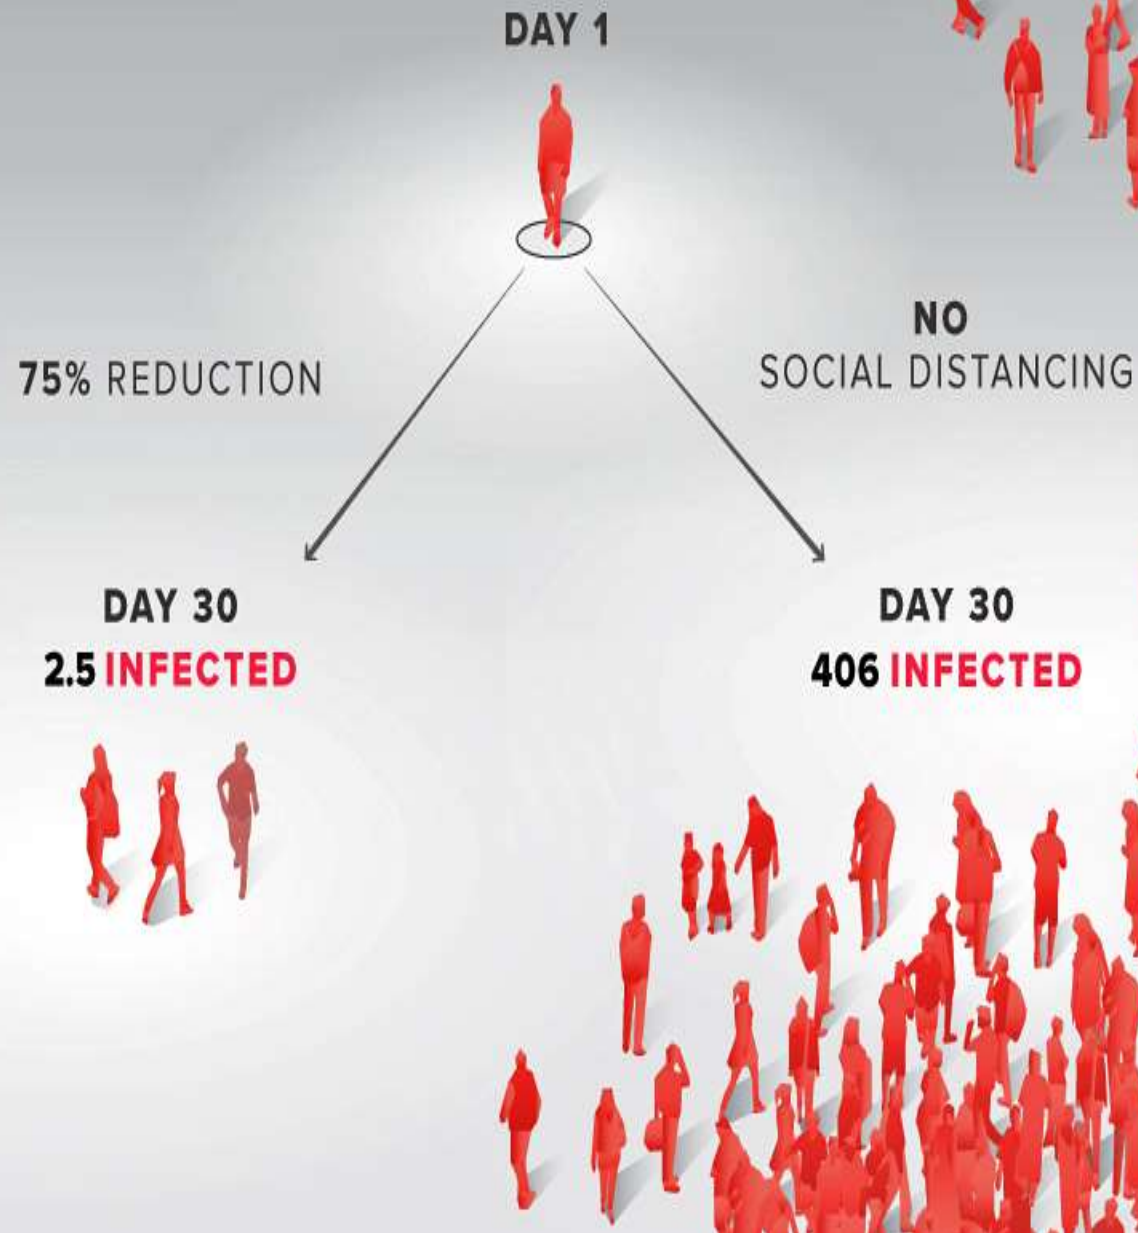 DAY 1
75% REDUCTION
NO
SOCIAL DISTANCING
DAY 30
2.5 INFECTED
DAY 30
406 INFECTED